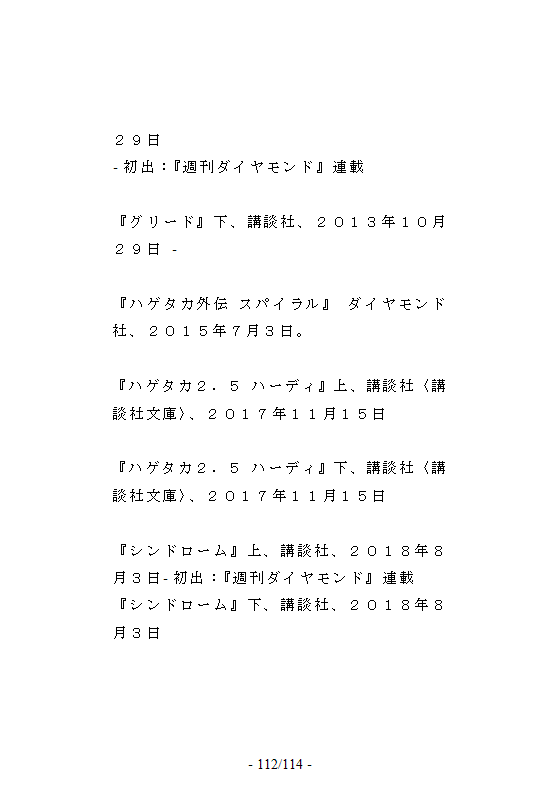 ２９日
- 初出：『週刊ダイヤモンド』連載
『グリード』下、講談社、２０１３年１０月
２９日 -
『ハゲタカ外伝 スパイラル』 ダイヤモンド
社、２０１５年７月３日。
『ハゲタカ２．５ ハーディ』上、講談社〈講
談社文庫〉、２０１７年１１月１５日
『ハゲタカ２．５ ハーディ』下、講談社〈講
談社文庫〉、２０１７年１１月１５日
『シンドローム』上、講談社、２０１８年８
月３日- 初出：『週刊ダイヤモンド』連載
『シンドローム』下、講談社、２０１８年８
月３日
- 112/114 -